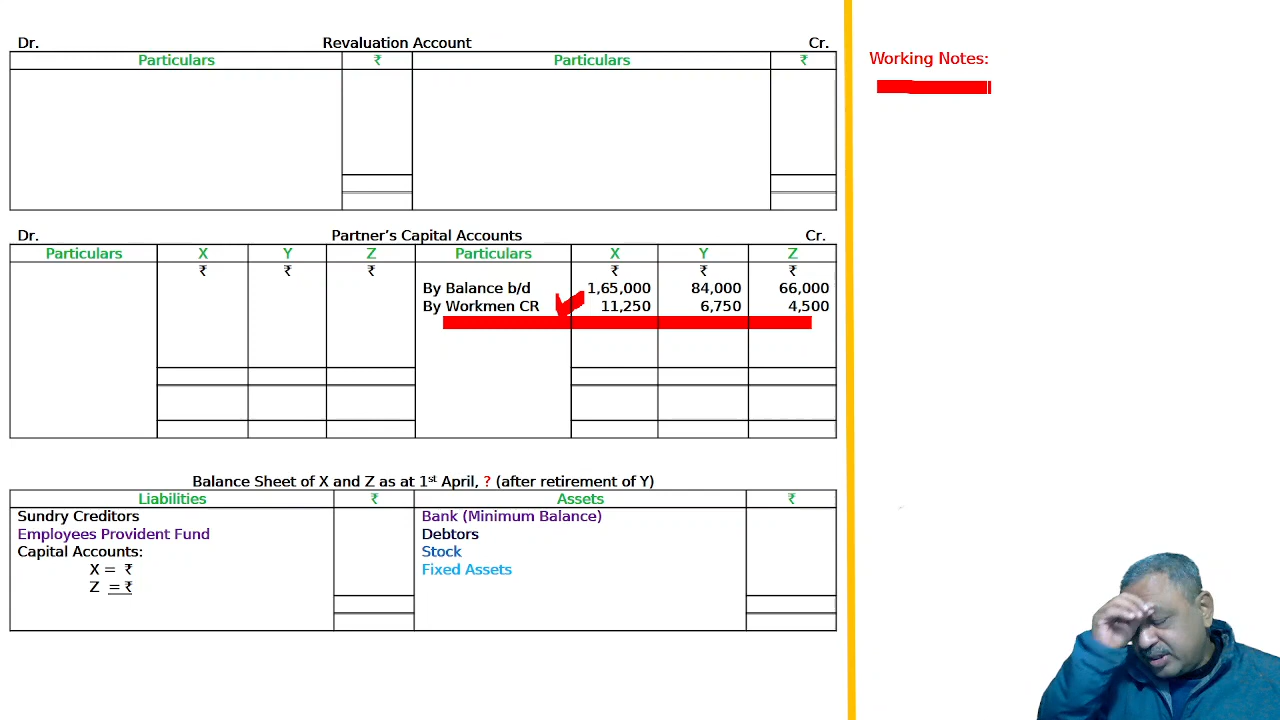 Dr. Revaluation Account Cr.
Particulars ₹ Particulars ₹
Working Notes:
Dr. Partner’s Capital Accounts Cr.
Particulars X Y Z Particulars X Y Z
₹ ₹ ₹ ₹ ₹ ₹
By Balance b/d 1,65,000 84,000 66,000
By Workmen CR 11,250 6,750 4,500
Balance Sheet of X and Z as at 1st April, ? (after retirement of Y)
Liabilities ₹ Assets ₹
Sundry Creditors Bank (Minimum Balance)
Employees Provident Fund Debtors
Capital Accounts: Stock
X = ₹ Fixed Assets
Z = ₹